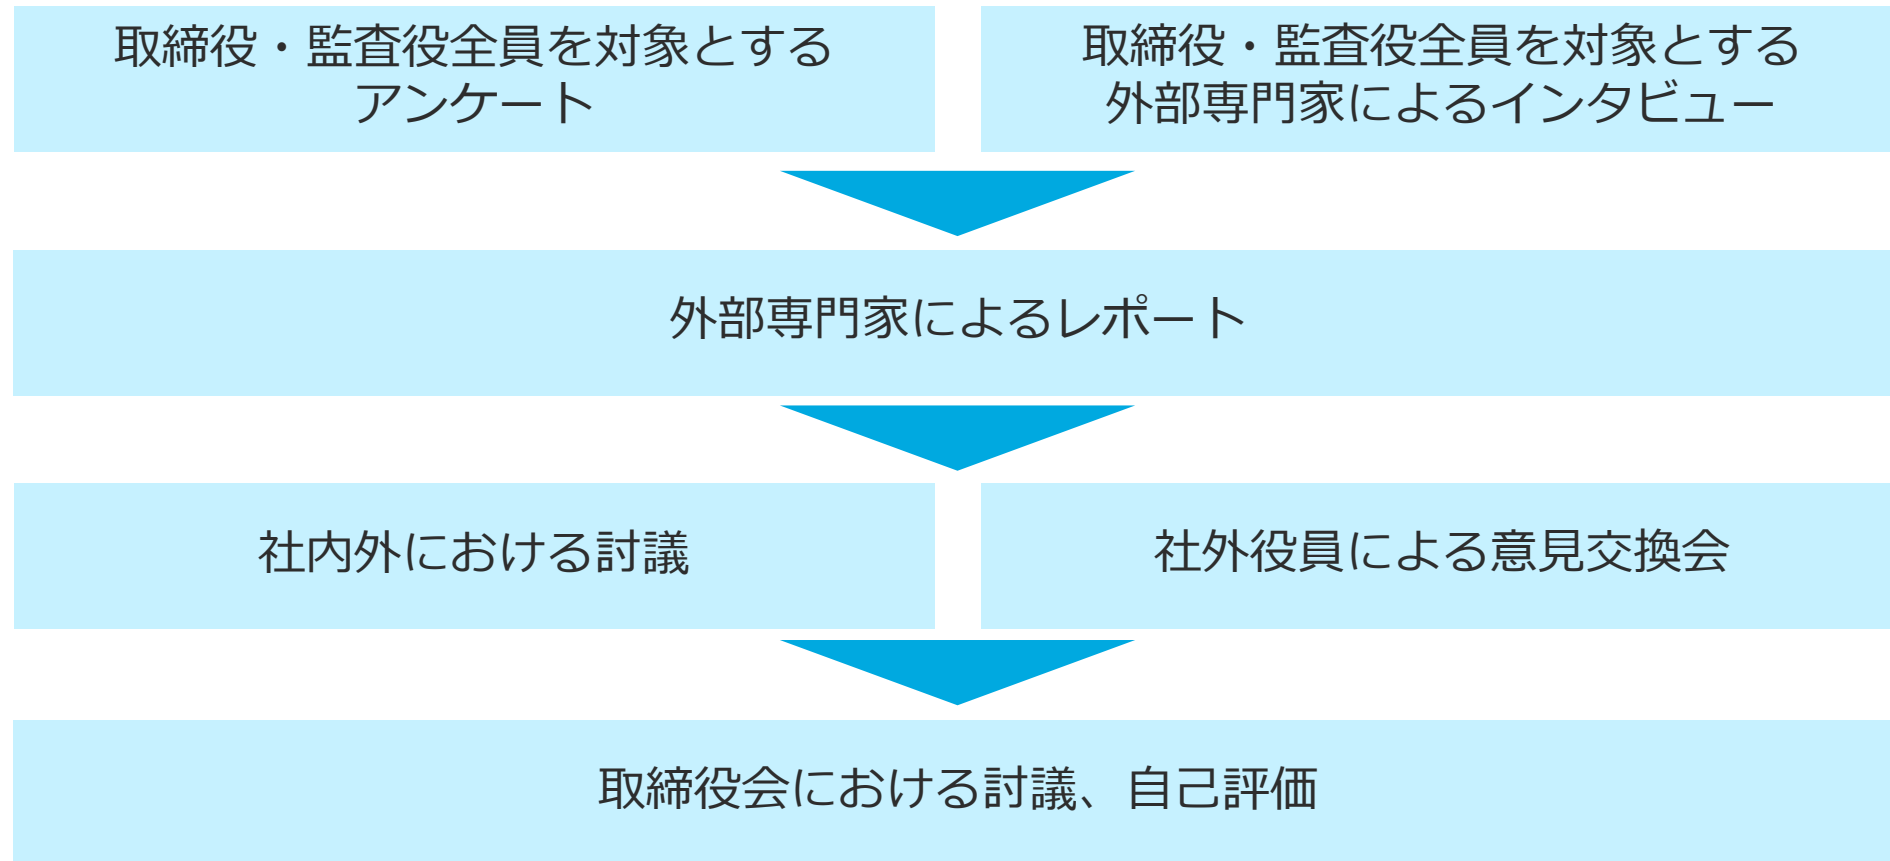 取締役・監査役全員を対象とする
アンケート
取締役・監査役全員を対象とする
外部専門家によるインタビュー
外部専門家によるレポート
社内外における討議
社外役員による意見交換会
取締役会における討議、自己評価